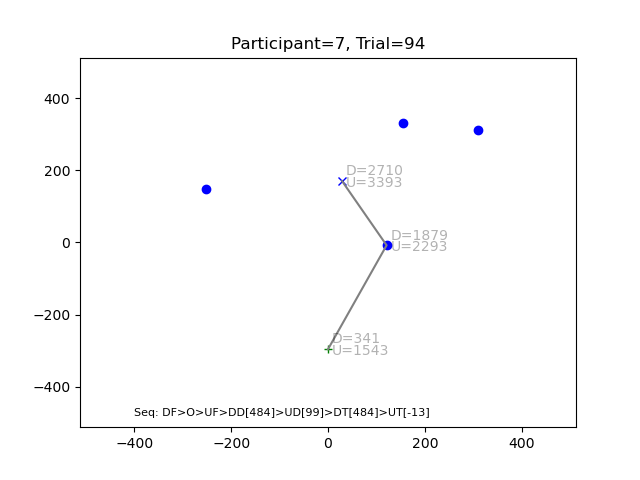 Participant=7, Trial=94
400
200
0
−200
−400
D=2710
U=3393
D=1879
U=2293
D=341
U=1543
Seq: DF>O>UF>DD[484]>UD[99]>DT[484]>UT[-13]
−400
−200
0
200
400